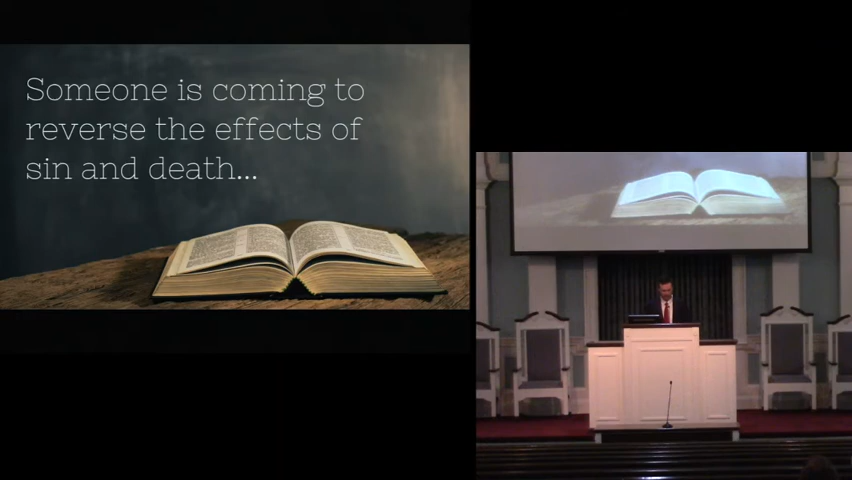 Someone is coming to
reverse the effects of
sin and death...